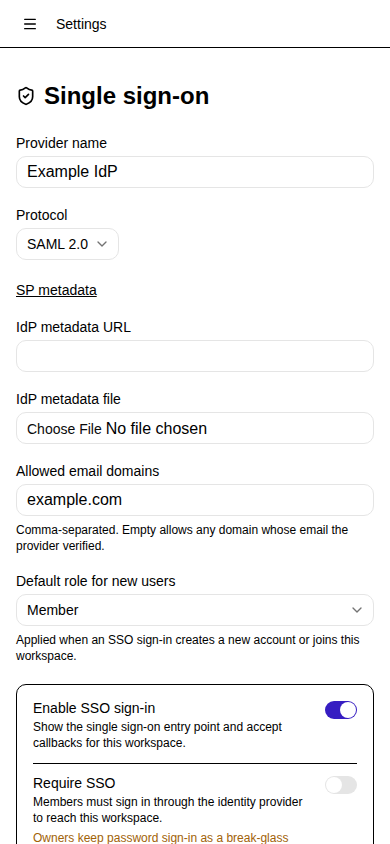 Settings
Single sign-on
Provider name
Example IdP
Protocol
SAML 2.0
SP metadata
IdP metadata URL
IdP metadata file
Choose File No file chosen
Allowed email domains
example.com
Comma-separated. Empty allows any domain whose email the
provider verified.
Default role for new users
Member
Applied when an SSO sign-in creates a new account or joins this
workspace.
Enable SSO sign-in
Show the single sign-on entry point and accept
callbacks for this workspace.
Require SSO
Members must sign in through the identity provider
to reach this workspace.
Owners keep password sign-in as a break-glass